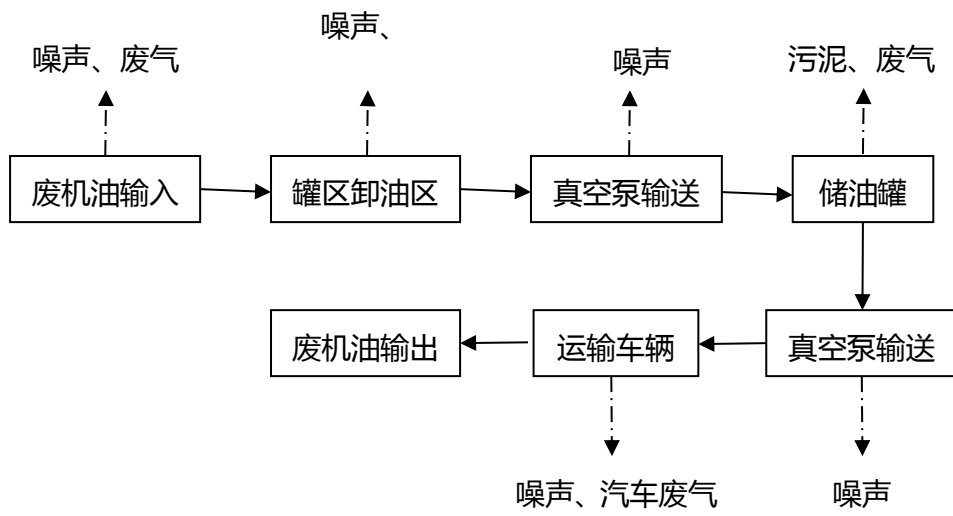 噪声、废气
噪声、
噪声
污泥、废气
废机油输入
罐区卸油区
真空泵输送
储油罐
废机油输出
运输车辆
真空泵输送
噪声、汽车废气
噪声